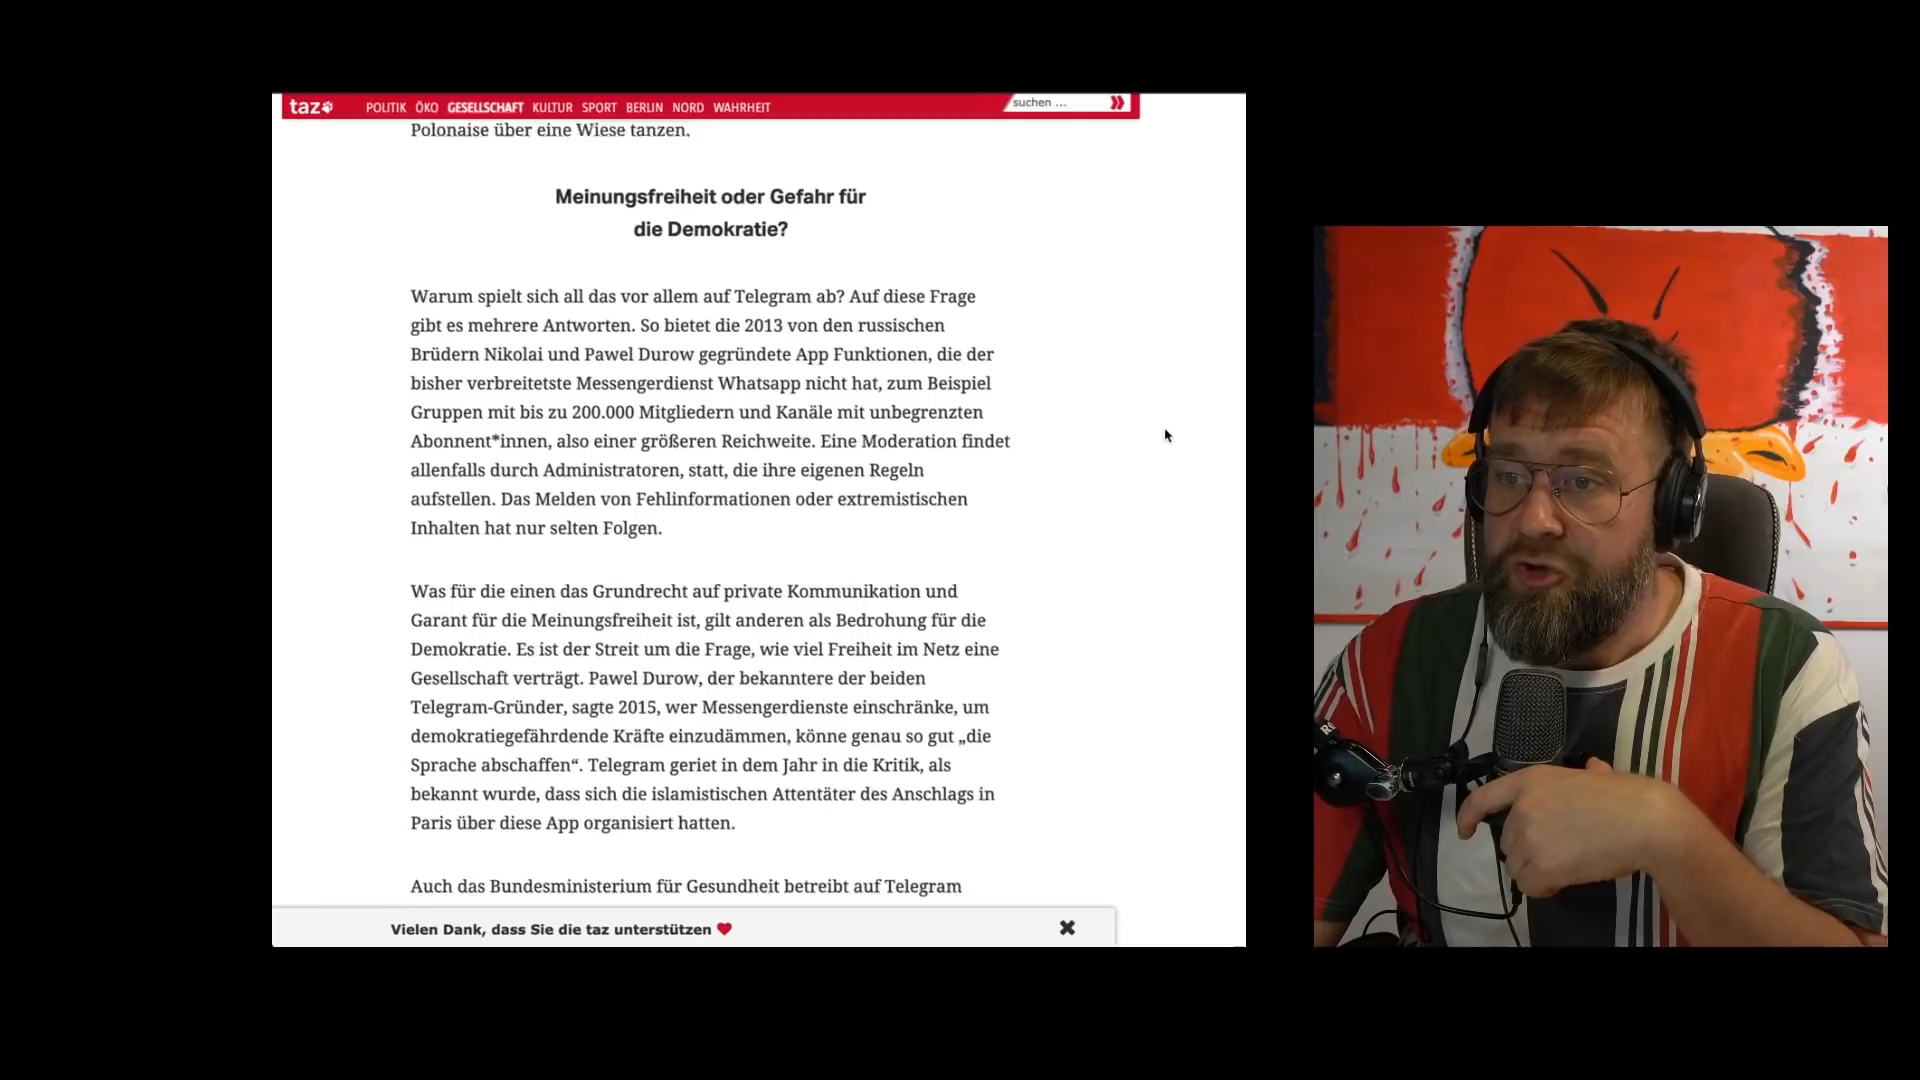 taz
POLITIK ÖKO GESELLSCHAFT KULTUR SPORT BERLIN NORD WAHRHEIT
suchen ...
Polonaise über eine Wiese tanzen.
Meinungsfreiheit oder Gefahr für
die Demokratie?
Warum spielt sich all das vor allem auf Telegram ab? Auf diese Frage
gibt es mehrere Antworten. So bietet die 2013 von den russischen
Brüdern Nikolai und Pawel Durow gegründete App Funktionen, die der
bisher verbreitetste Messengerdienst Whatsapp nicht hat, zum Beispiel
Gruppen mit bis zu 200.000 Mitgliedern und Kanäle mit unbegrenzten
Abonnent*innen, also einer größeren Reichweite. Eine Moderation findet
allenfalls durch Administratoren, statt, die ihre eigenen Regeln
aufstellen. Das Melden von Fehlinformationen oder extremistischen
Inhalten hat nur selten Folgen.
Was für die einen das Grundrecht auf private Kommunikation und
Garant für die Meinungsfreiheit ist, gilt anderen als Bedrohung für die
Demokratie. Es ist der Streit um die Frage, wie viel Freiheit im Netz eine
Gesellschaft verträgt. Pawel Durow, der bekanntere der beiden
Telegram-Gründer, sagte 2015, wer Messengerdienste einschränke, um
demokratiegefährdende Kräfte einzudämmen, könne genau so gut „die
Sprache abschaffen“. Telegram geriet in dem Jahr in die Kritik, als
bekannt wurde, dass sich die islamistischen Attentäter des Anschlags in
Paris über diese App organisiert hatten.
Auch das Bundesministerium für Gesundheit betreibt auf Telegram
Vielen Dank, dass Sie die taz unterstützen